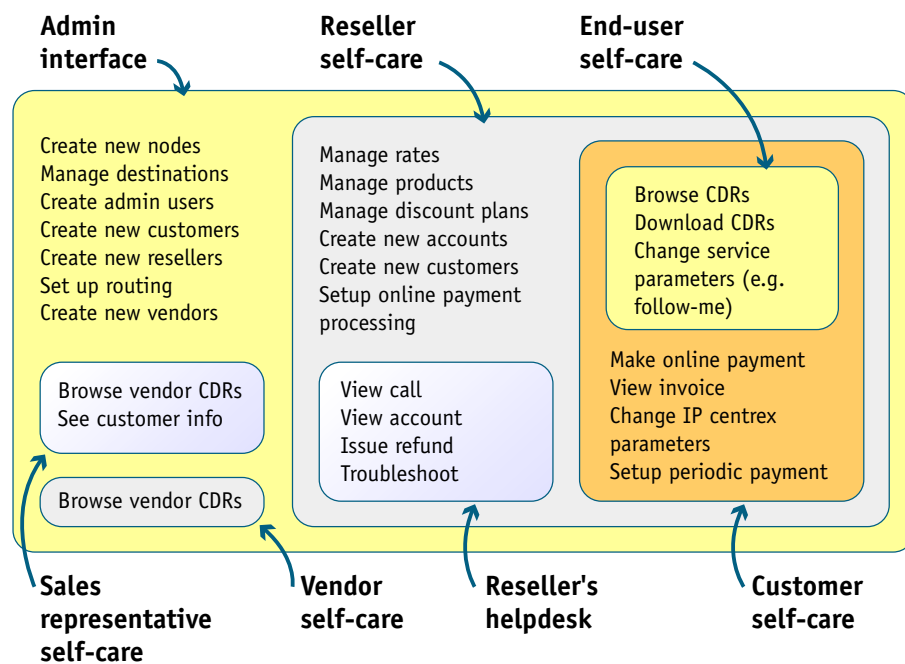 Admin
interface
Reseller
self-care
End-user
self-care
Create new nodes
Manage destinations
Create admin users
Create new customers
Create new resellers
Set up routing
Create new vendors
Manage rates
Manage products
Manage discount plans
Create new accounts
Create new customers
Setup online payment
processing
Browse CDRs
Download CDRs
Change service
parameters (e.g.
follow-me)
Make online payment
View invoice
Change IP centrex
parameters
Setup periodic payment
Browse vendor CDRs
See customer info
View call
View account
Issue refund
Troubleshoot
Browse vendor CDRs
Sales
representative
self-care
Vendor
self-care
Reseller's
helpdesk
Customer
self-care